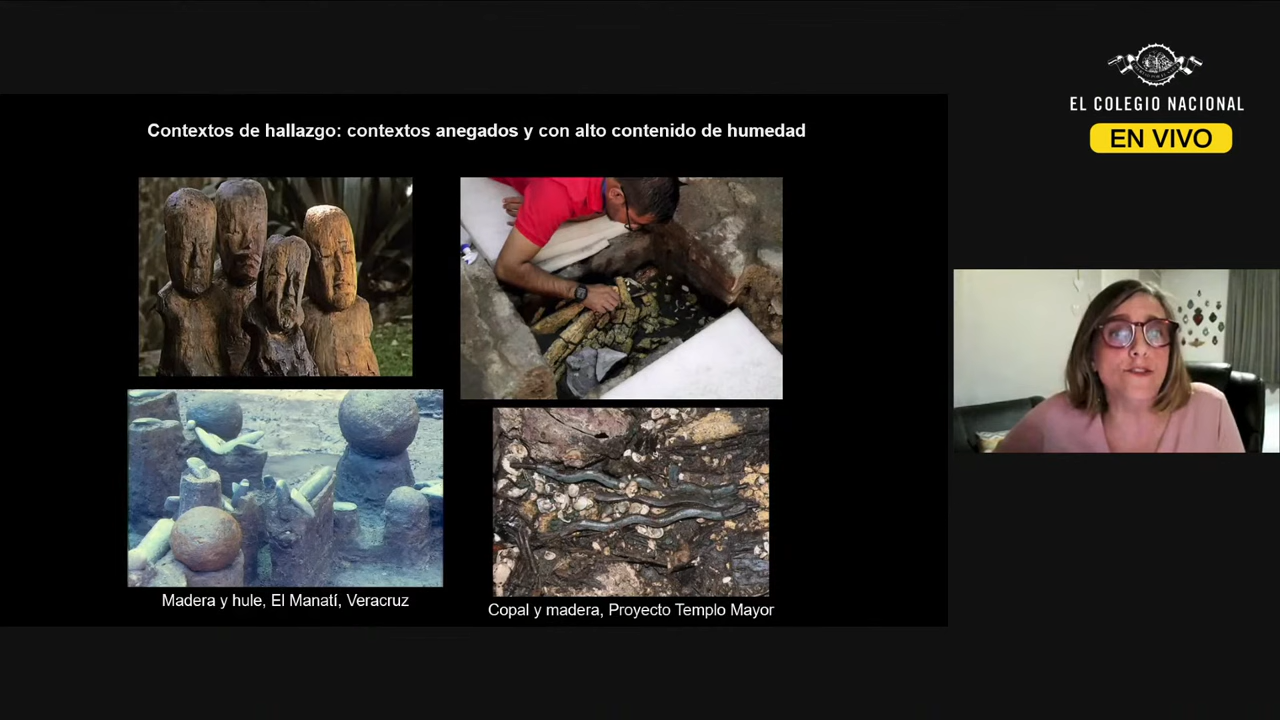 Contextos de hallazgo: contextos anegados y con alto contenido de humedad
Madera y hule, El Manatí, Veracruz
Copal y madera, Proyecto Templo Mayor
EL COLEGIO NACIONAL
EN VIVO